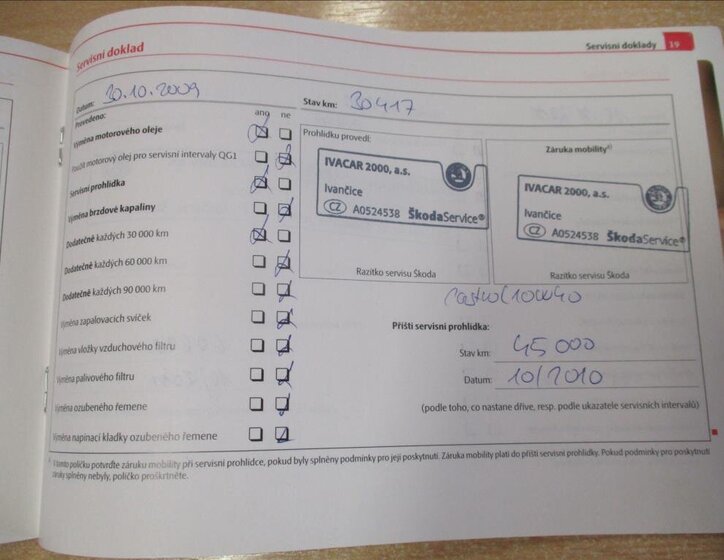 Servisní doklad
Servisní doklady 19
Datum: 30.10.2009
Stav km: 30417
Provedeno: ano ne
Výměna motorového oleje
Použit motorový olej pro servisní intervaly QG1
Servisní prohlídka
Výměna brzdové kapaliny
Dodatečně každých 30 000 km
Dodatečně každých 60 000 km
Dodatečně každých 90 000 km
Výměna zapalovacích svíček
Výměna vložky vzduchového filtru
Výměna palivového filtru
Výměna ozubeného řemene
Výměna napínací kladky ozubeného řemene
Prohlídku provedl:
IVACAR 2000, a.s.
Ivančice
CZ A0524538 ŠkodaService®
Razítko servisu Škoda
Záruka mobility
IVACAR 2000, a.s.
Ivančice
CZ A0524538 ŠkodaService®
Razítko servisu Škoda
Castrol 10W40
Příští servisní prohlídka:
Stav km: 45 000
Datum: 10/2010
(podle toho, co nastane dříve, resp. podle ukazatele servisních intervalů)
V tomto políčku potvrďte záruku mobility při servisní prohlídce, pokud byly splněny podmínky pro její poskytnutí. Záruka mobility platí do příští servisní prohlídky. Pokud podmínky pro poskytnutí
záruky splněny nebyly, políčko proškrtněte.